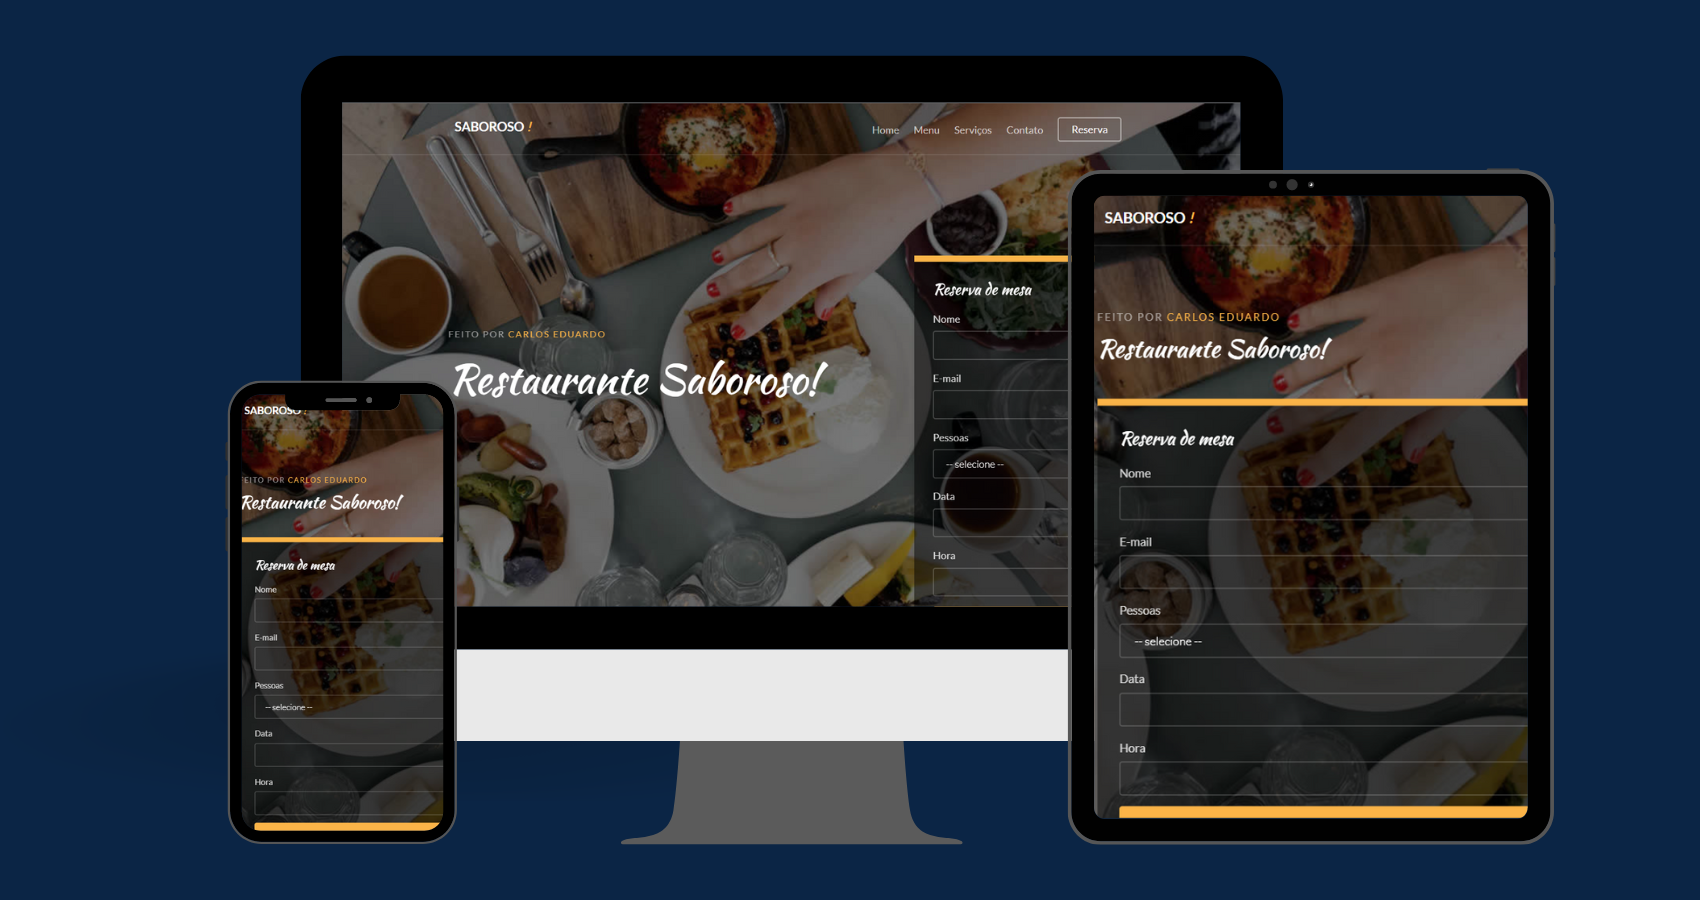 SABOROSO !
Home Menu Serviços Contato Reserva
FEITO POR CARLOS EDUARDO
Restaurante Saboroso!
Reserva de mesa
Nome
E-mail
Pessoas
-- selecione --
Data
Hora
SABOROSO !
FEITO POR CARLOS EDUARDO
Restaurante Saboroso!
Reserva de mesa
Nome
E-mail
Pessoas
-- selecione --
Data
Hora
SABOROSO !
EITO POR CARLOS EDUARDO
Restaurante Saboroso!
Reserva de mesa
Nome
E-mail
Pessoas
-- selecione --
Data
Hora